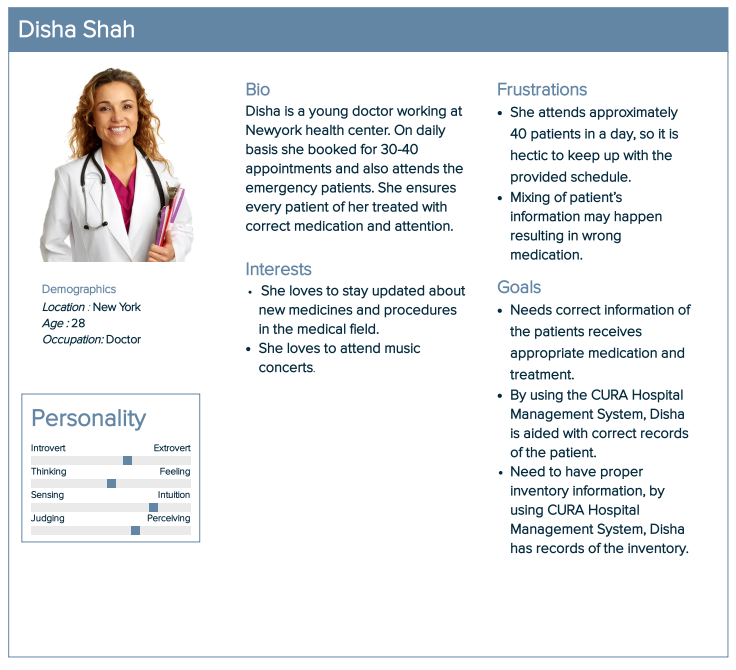 Disha Shah
Demographics
Location : New York
Age : 28
Occupation: Doctor
Personality
Introvert Extrovert
Thinking Feeling
Sensing Intuition
Judging Perceiving
Bio
Disha is a young doctor working at
Newyork health center. On daily
basis she booked for 30-40
appointments and also attends the
emergency patients. She ensures
every patient of her treated with
correct medication and attention.
Interests
• She loves to stay updated about
new medicines and procedures
in the medical field.
• She loves to attend music
concerts.
Frustrations
• She attends approximately
40 patients in a day, so it is
hectic to keep up with the
provided schedule.
• Mixing of patient’s
information may happen
resulting in wrong
medication.
Goals
• Needs correct information of
the patients receives
appropriate medication and
treatment.
• By using the CURA Hospital
Management System, Disha
is aided with correct records
of the patient.
• Need to have proper
inventory information, by
using CURA Hospital
Management System, Disha
has records of the inventory.